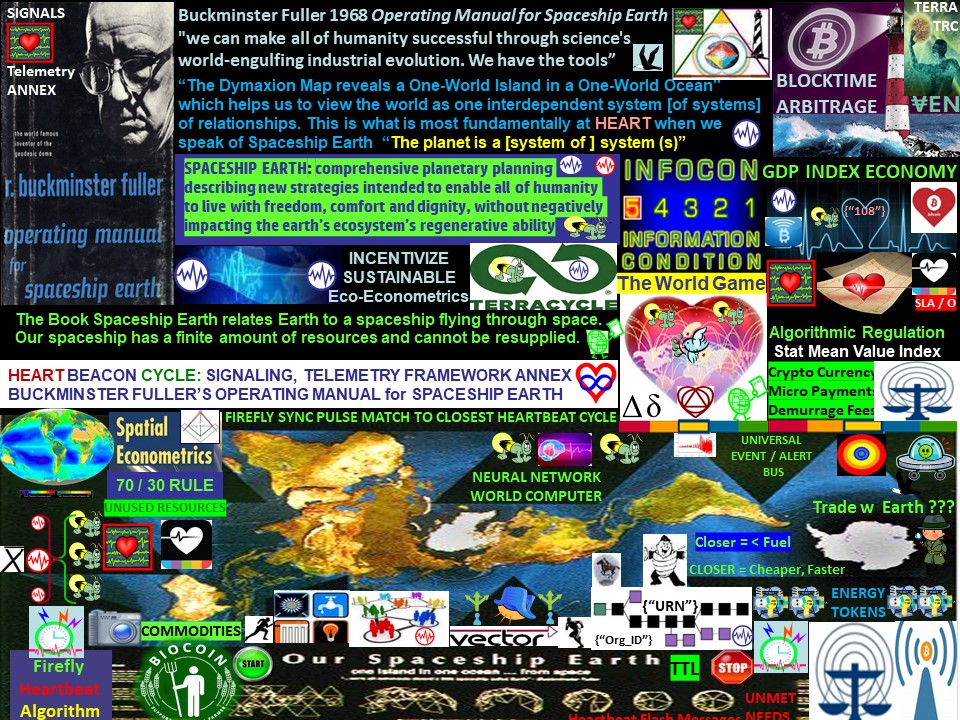 SIGNALS
Telemetry
ANNEX
the world famous
inventor of the
geodesic dome
r. buckminster fuller
operating manual
for
spaceship earth
Buckminster Fuller 1968 Operating Manual for Spaceship Earth
"we can make all of humanity successful through science's
world-engulfing industrial evolution. We have the tools”
“The Dymaxion Map reveals a One-World Island in a One-World Ocean"
which helps us to view the world as one interdependent system [of systems]
of relationships. This is what is most fundamentally at HEART when we
speak of Spaceship Earth “The planet is a [system of ] system (s)”
BLOCKTIME
ARBITRAGE
TERRA
TRC
VEN
SPACESHIP EARTH: comprehensive planetary planning
describing new strategies intended to enable all of humanity
to live with freedom, comfort and dignity, without negatively
impacting the earth's ecosystem's regenerative ability
INFOCON
5 4 3 2 1
INFORMATION
CONDITION
GDP INDEX ECONOMY
{“108”}
bitcoin
SLA / O
INCENTIVIZE
SUSTAINABLE
Eco-Econometrics
TERRACYCLE
The World Game
The Book Spaceship Earth relates Earth to a spaceship flying through space.
Our spaceship has a finite amount of resources and cannot be resupplied.
Algorithmic Regulation
Stat Mean Value Index
Crypto Currency
Micro Payments
Demurrage Fees
HEART BEACON CYCLE: SIGNALING, TELEMETRY FRAMEWORK ANNEX
BUCKMINSTER FULLER'S OPERATING MANUAL for SPACESHIP EARTH
Δδ
FIREFLY SYNC PULSE MATCH TO CLOSEST HEARTBEAT CYCLE
Spatial
Econometrics
70 / 30 RULE
UNUSED RESOURCES
NEURAL NETWORK
WORLD COMPUTER
UNIVERSAL
EVENT / ALERT
BUS
Trade w Earth ???
Closer = < Fuel
CLOSER = Cheaper, Faster
X
ENERGY
TOKENS
COMMODITIES
vector
{“URN”}
{“Org_ID”}
Firefly
Heartbeat
Algorithm
BIOCOIN
START
Our Spaceship Earth
one island in one ocean ... from space
TTL
STOP
UNMET
NEEDS
Heartbeat Flash Messages